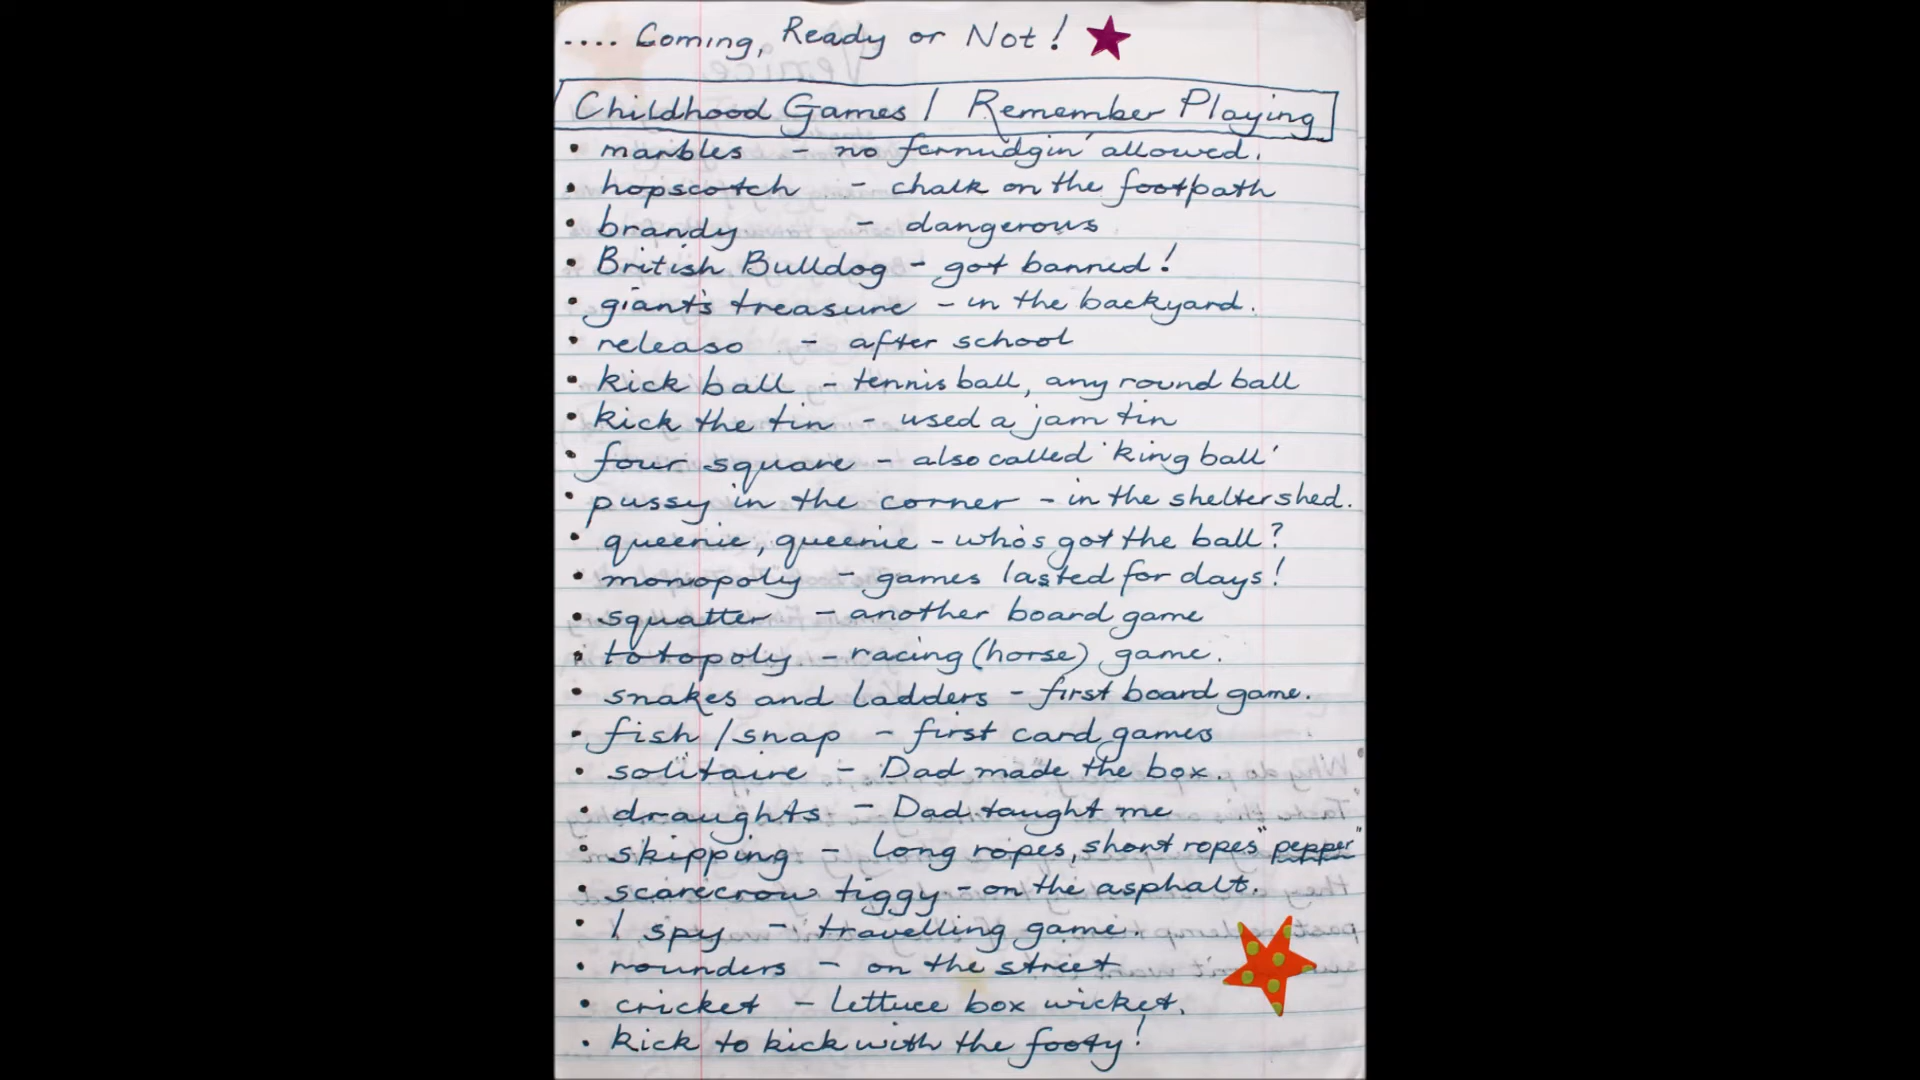 .... Coming, Ready or Not!
Childhood Games I Remember Playing
• marbles - no fernudgin' allowed.
• hopscotch - chalk on the footpath
• brandy - dangerous
• British Bulldog - got banned!
• giant's treasure - in the backyard.
• releaso - after school
• kick ball - tennis ball, any round ball
• kick the tin - used a jam tin
• four square - also called 'king ball'
• pussy in the corner - in the shelter shed.
• queenie, queenie - who's got the ball?
• monopoly - games lasted for days!
• squatter - another board game
• totopoly - racing (horse) game.
• snakes and ladders - first board game.
• fish / snap - first card games
• solitaire - Dad made the box.
• draughts - Dad taught me
• skipping - long ropes, short ropes "pepper"
• scarecrow tiggy - on the asphalt.
• I spy - travelling game.
• rounders - on the street
• cricket - lettuce box wicket.
• kick to kick with the footy!